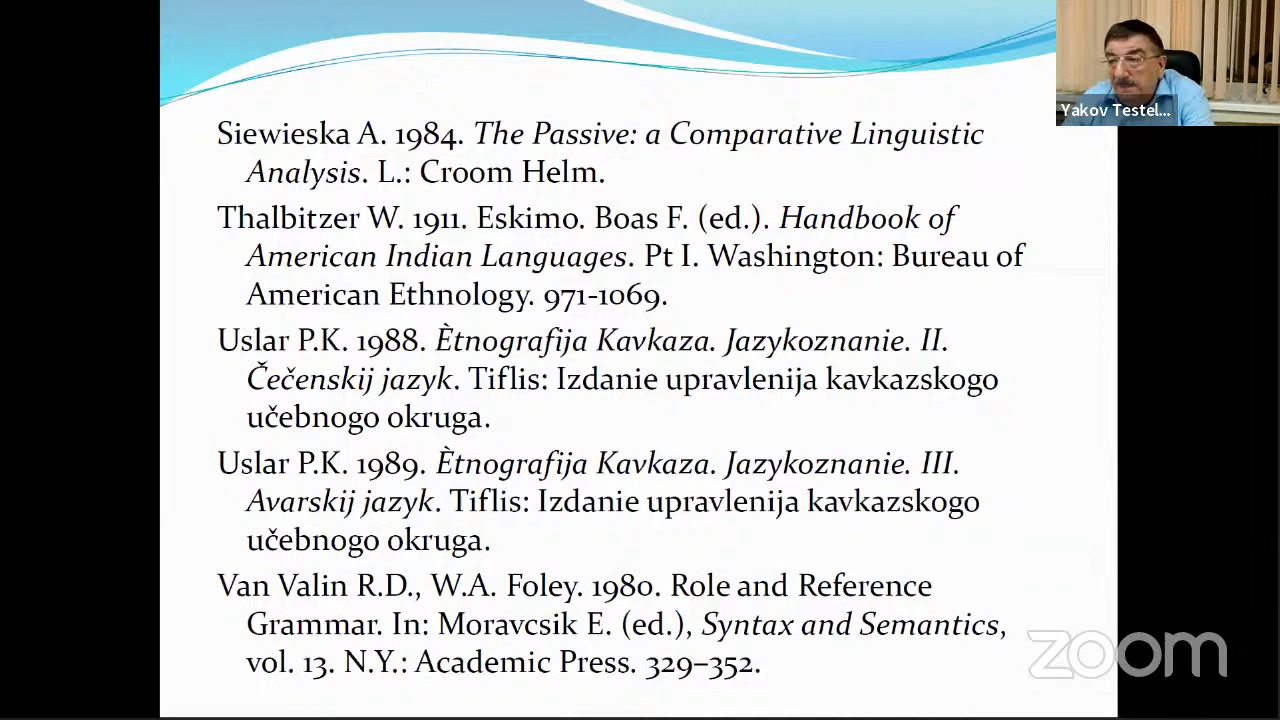 Siewieska A. 1984. The Passive: a Comparative Linguistic
Analysis. L.: Croom Helm.
Thalbitzer W. 1911. Eskimo. Boas F. (ed.). Handbook of
American Indian Languages. Pt I. Washington: Bureau of
American Ethnology. 971-1069.
Uslar P.K. 1988. Ètnografija Kavkaza. Jazykoznanie. II.
Čečenskij jazyk. Tiflis: Izdanie upravlenija kavkazskogo
učebnogo okruga.
Uslar P.K. 1989. Ètnografija Kavkaza. Jazykoznanie. III.
Avarskij jazyk. Tiflis: Izdanie upravlenija kavkazskogo
učebnogo okruga.
Van Valin R.D., W.A. Foley. 1980. Role and Reference
Grammar. In: Moravcsik E. (ed.), Syntax and Semantics,
vol. 13. N.Y.: Academic Press. 329–352.
Yakov Testel...
zoom